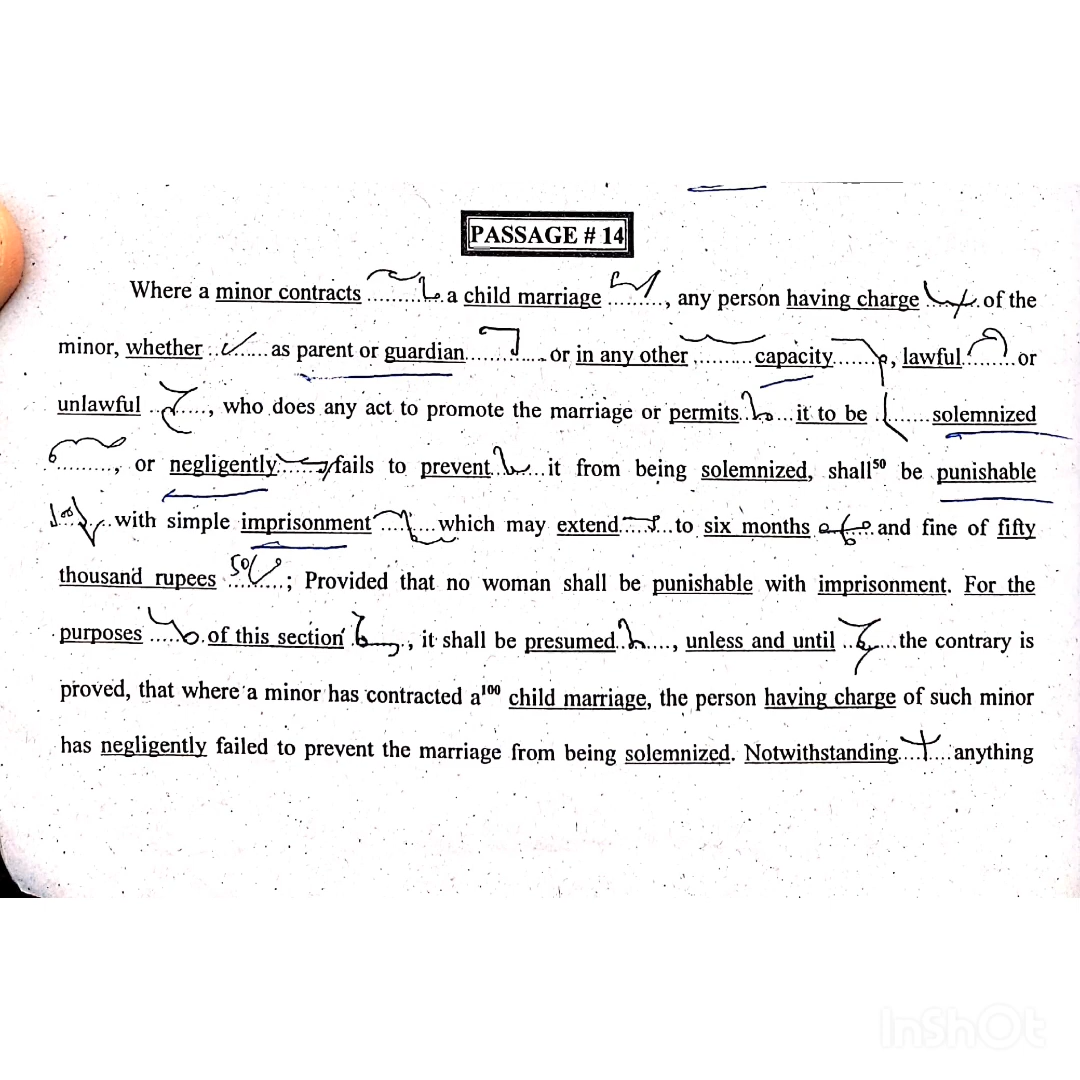 PASSAGE # 14
Where a minor contracts ......... a child marriage ........., any person having charge ......... of the
minor, whether ......... as parent or guardian ......... or in any other ......... capacity ........., lawful ......... or
unlawful ........., who does any act to promote the marriage or permits ......... it to be ......... solemnized
........., or negligently ......... fails to prevent ......... it from being solemnized, shall⁵⁰ be punishable
......... with simple imprisonment ......... which may extend ......... to six months ......... and fine of fifty
thousand rupees .........; Provided that no woman shall be punishable with imprisonment. For the
purposes ......... of this section ........., it shall be presumed ........., unless and until ......... the contrary is
proved, that where a minor has contracted a¹⁰⁰ child marriage, the person having charge of such minor
has negligently failed to prevent the marriage from being solemnized. Notwithstanding ......... anything
InShOt